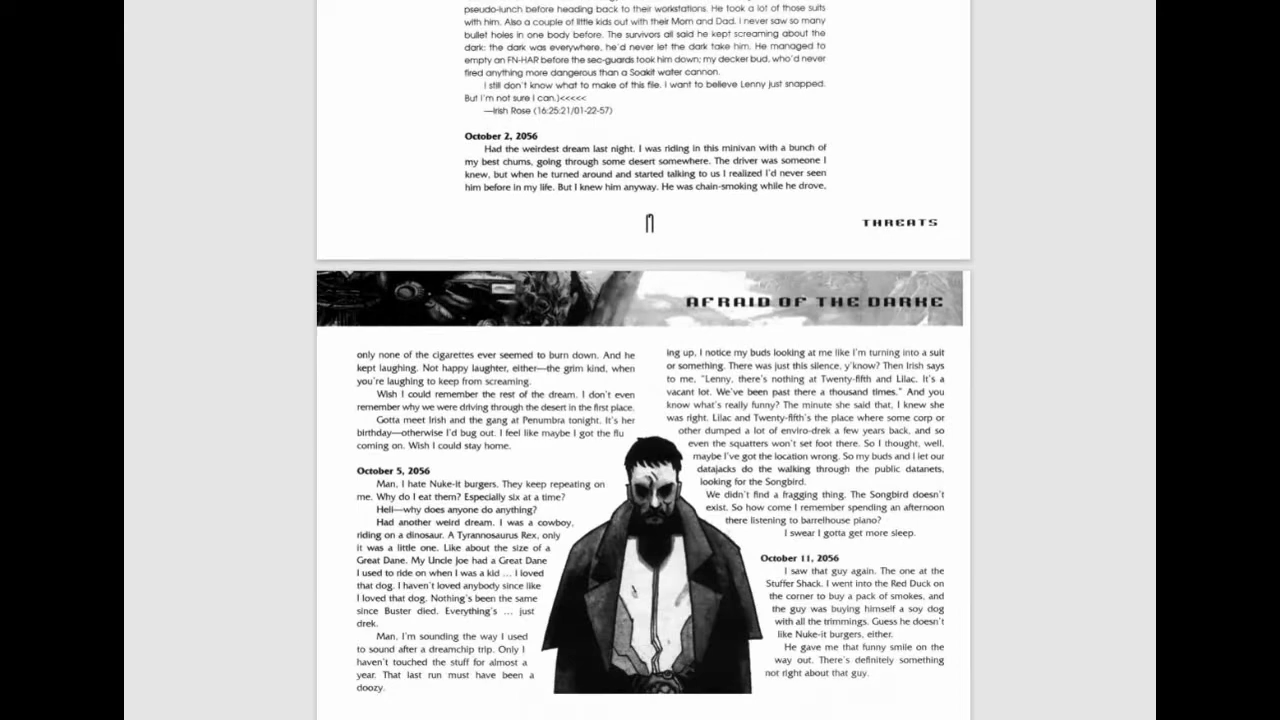 pseudo-lunch before heading back to their workstations. He took a lot of those suits
with him. Also a couple of little kids out with their Mom and Dad. I never saw so many
bullet holes in one body before. The survivors all said he kept screaming about the
dark: the dark was everywhere, he'd never let the dark take him. He managed to
empty an FN-HAR before the sec-guards took him down; my decker bud, who'd never
fired anything more dangerous than a Soakit water cannon.
I still don't know what to make of this file. I want to believe Lenny just snapped.
But I'm not sure I can.]<<<<<
—Irish Rose (16:25:21/01-22-57)
October 2, 2056
Had the weirdest dream last night. I was riding in this minivan with a bunch of
my best chums, going through some desert somewhere. The driver was someone I
knew, but when he turned around and started talking to us I realized I'd never seen
him before in my life. But I knew him anyway. He was chain-smoking while he drove,
THREATS
AFRAID OF THE DARKE
only none of the cigarettes ever seemed to burn down. And he
kept laughing. Not happy laughter, either—the grim kind, when
you're laughing to keep from screaming.
Wish I could remember the rest of the dream. I don't even
remember why we were driving through the desert in the first place.
Gotta meet Irish and the gang at Penumbra tonight. It's her
birthday—otherwise I'd bug out. I feel like maybe I got the flu
coming on. Wish I could stay home.
October 5, 2056
Man, I hate Nuke-it burgers. They keep repeating on
me. Why do I eat them? Especially six at a time?
Hell—why does anyone do anything?
Had another weird dream. I was a cowboy,
riding on a dinosaur. A Tyrannosaurus Rex, only
it was a little one. Like about the size of a
Great Dane. My Uncle Joe had a Great Dane
I used to ride on when I was a kid ... I loved
that dog. I haven't loved anybody since like
I loved that dog. Nothing's been the same
since Buster died. Everything's ... just
drek.
Man, I'm sounding the way I used
to sound after a dreamchip trip. Only I
haven't touched the stuff for almost a
year. That last run must have been a
doozy.
ing up, I notice my buds looking at me like I'm turning into a suit
or something. There was just this silence, y'know? Then Irish says
to me, "Lenny, there's nothing at Twenty-fifth and Lilac. It's a
vacant lot. We've been past there a thousand times." And you
know what's really funny? The minute she said that, I knew she
was right. Lilac and Twenty-fifth's the place where some corp or
other dumped a lot of enviro-drek a few years back, and so
even the squatters won't set foot there. So I thought, well,
maybe I've got the location wrong. So my buds and I let our
datajacks do the walking through the public datanets,
looking for the Songbird.
We didn't find a fragging thing. The Songbird doesn't
exist. So how come I remember spending an afternoon
there listening to barrelhouse piano?
I swear I gotta get more sleep.
October 11, 2056
I saw that guy again. The one at the
Stuffer Shack. I went into the Red Duck on
the corner to buy a pack of smokes, and
the guy was buying himself a soy dog
with all the trimmings. Guess he doesn't
like Nuke-it burgers, either.
He gave me that funny smile on the
way out. There's definitely something
not right about that guy.